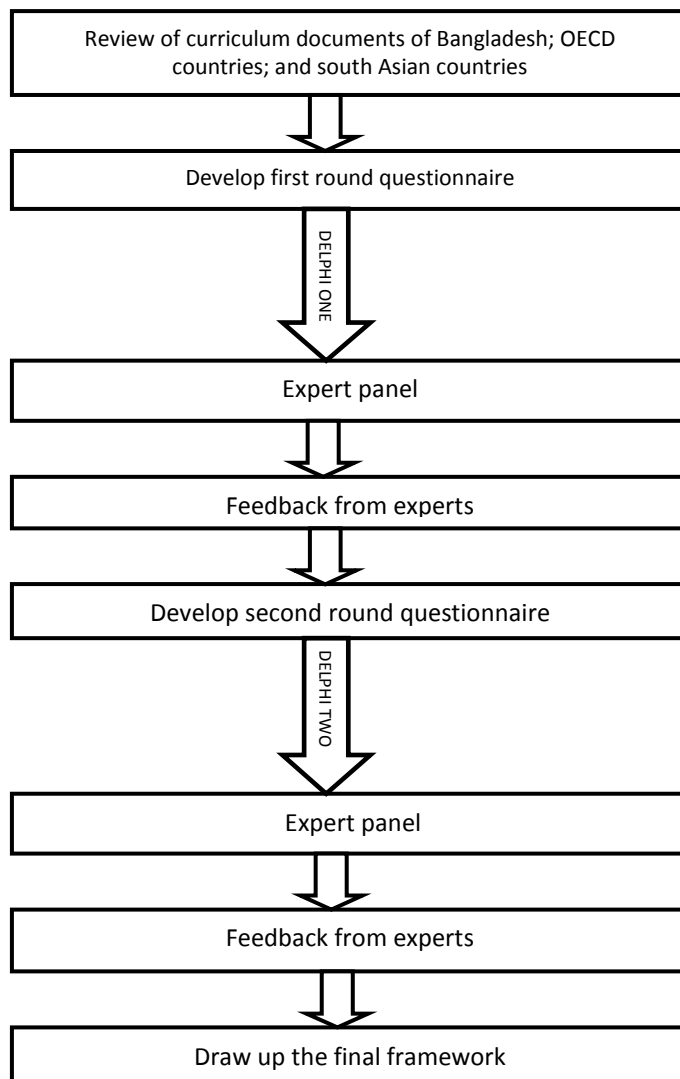 Review of curriculum documents of Bangladesh; OECD
countries; and south Asian countries
Develop first round questionnaire
DELPHI ONE
Expert panel
Feedback from experts
Develop second round questionnaire
DELPHI TWO
Expert panel
Feedback from experts
Draw up the final framework